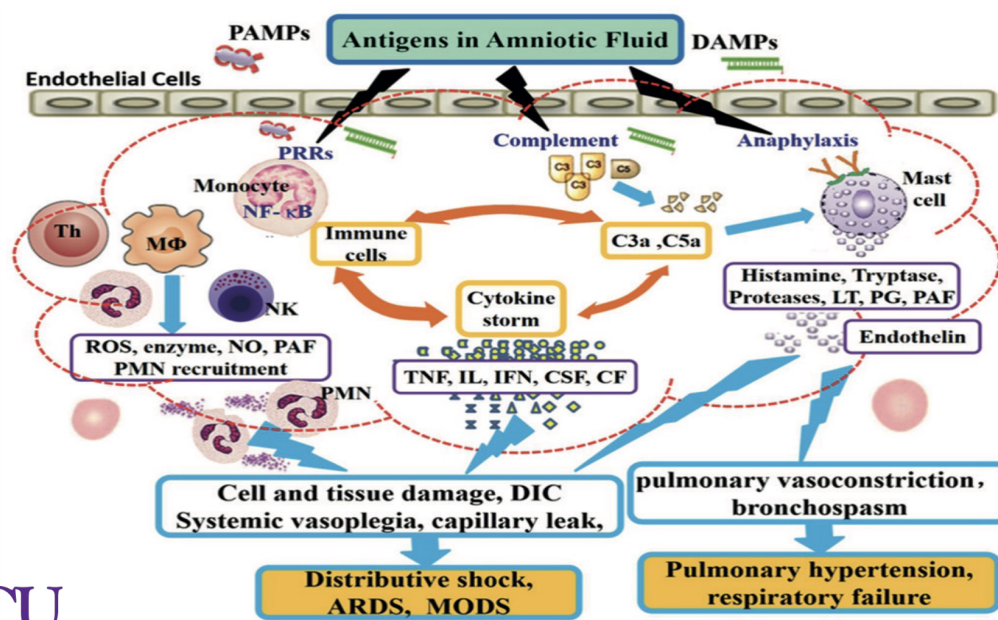 PAMPs
Antigens in Amniotic Fluid
DAMPs
Endothelial Cells
PRRs
Complement
Anaphylaxis
Monocyte
NF-κB
C3
C3
C5
C3
Mast
cell
Th
MΦ
Immune
cells
C3a ,C5a
NK
Cytokine
storm
Histamine, Tryptase,
Proteases, LT, PG, PAF
Endothelin
ROS, enzyme, NO, PAF
PMN recruitment
TNF, IL, IFN, CSF, CF
PMN
Cell and tissue damage, DIC
Systemic vasoplegia, capillary leak,
pulmonary vasoconstriction,
bronchospasm
Distributive shock,
ARDS, MODS
Pulmonary hypertension,
respiratory failure